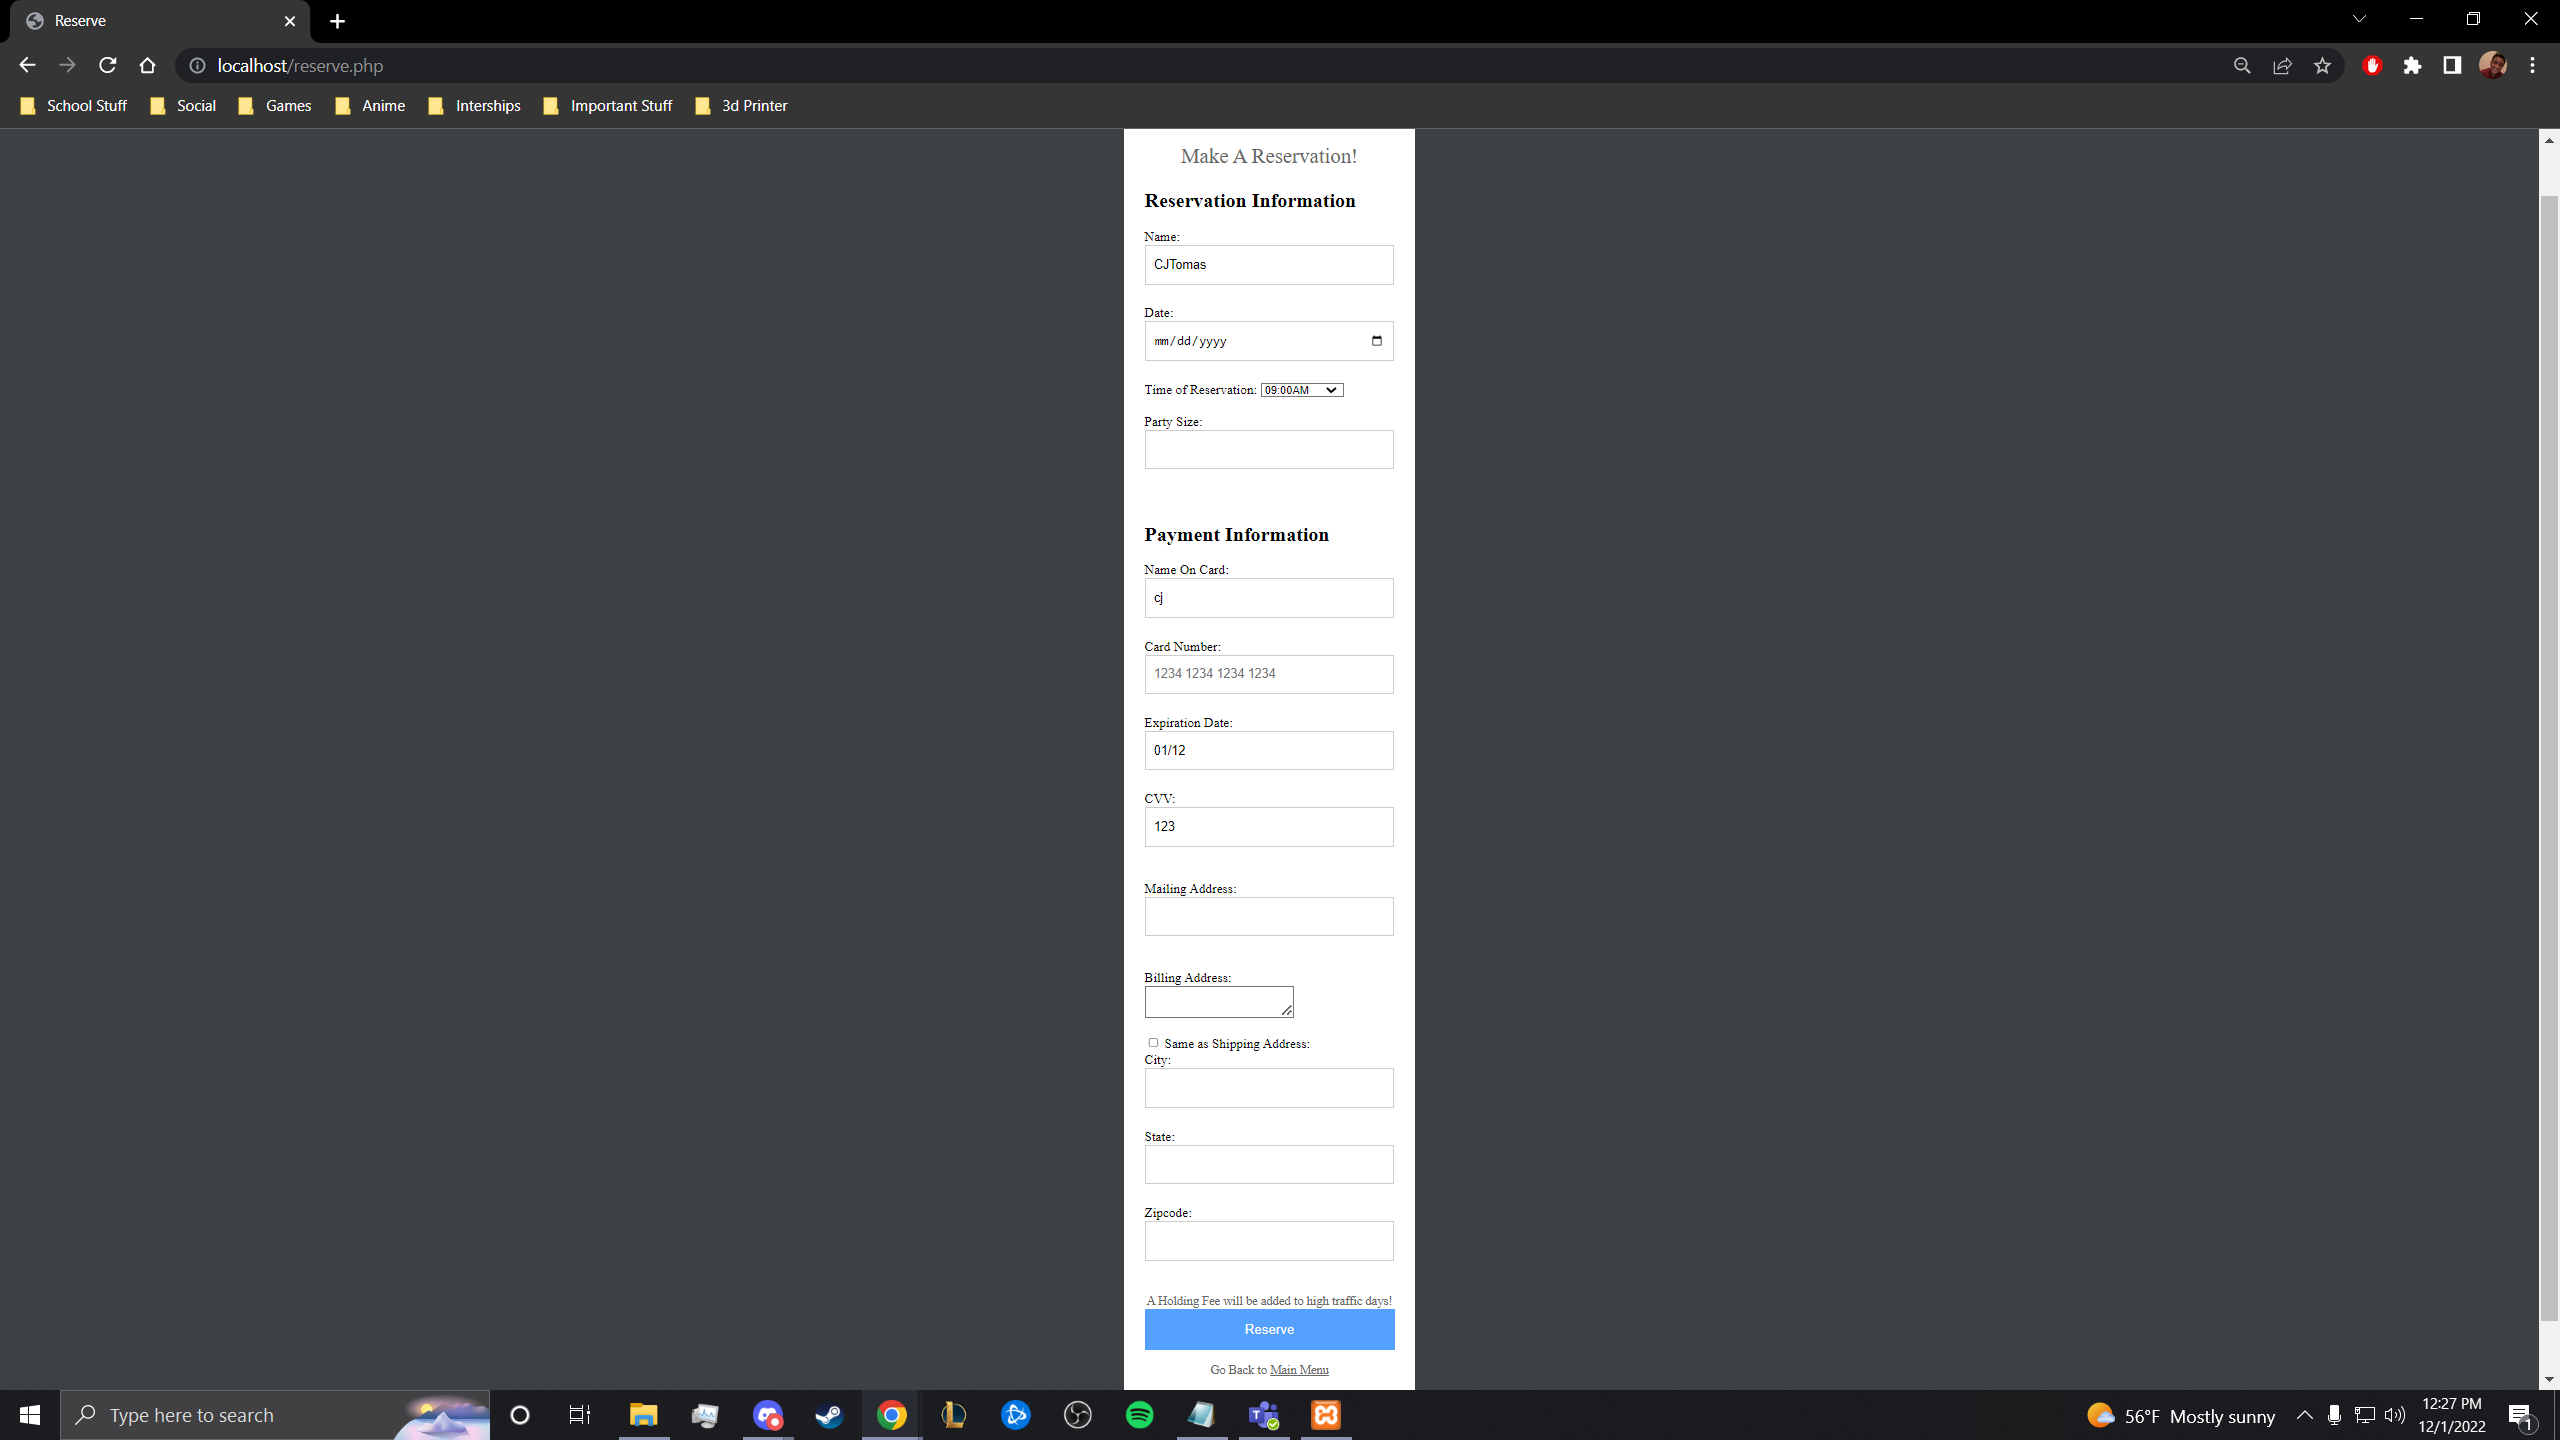 Reserve
localhost/reserve.php
School Stuff Social Games Anime Interships Important Stuff 3d Printer
Make A Reservation!
Reservation Information
Name:
CJTomas
Date:
mm/dd/yyyy
Time of Reservation: 09:00AM
Party Size:
Payment Information
Name On Card:
cj
Card Number:
1234 1234 1234 1234
Expiration Date:
01/12
CVV:
123
Mailing Address:
Billing Address:
Same as Shipping Address:
City:
State:
Zipcode:
A Holding Fee will be added to high traffic days!
Reserve
Go Back to Main Menu
Type here to search
56°F Mostly sunny
12:27 PM
12/1/2022
1